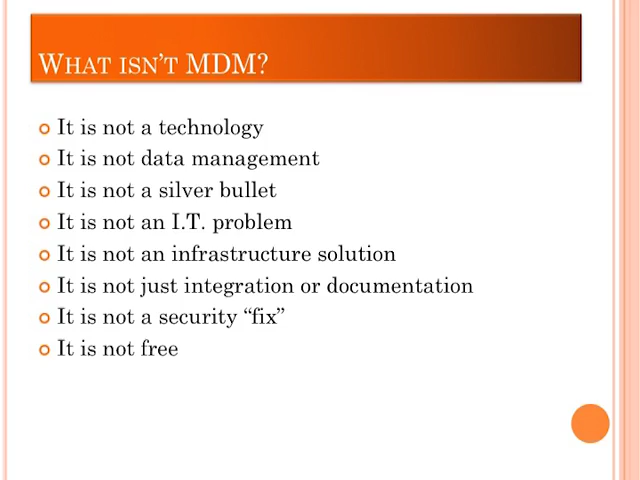 What isn't MDM?
It is not a technology
It is not data management
It is not a silver bullet
It is not an I.T. problem
It is not an infrastructure solution
It is not just integration or documentation
It is not a security “fix”
It is not free